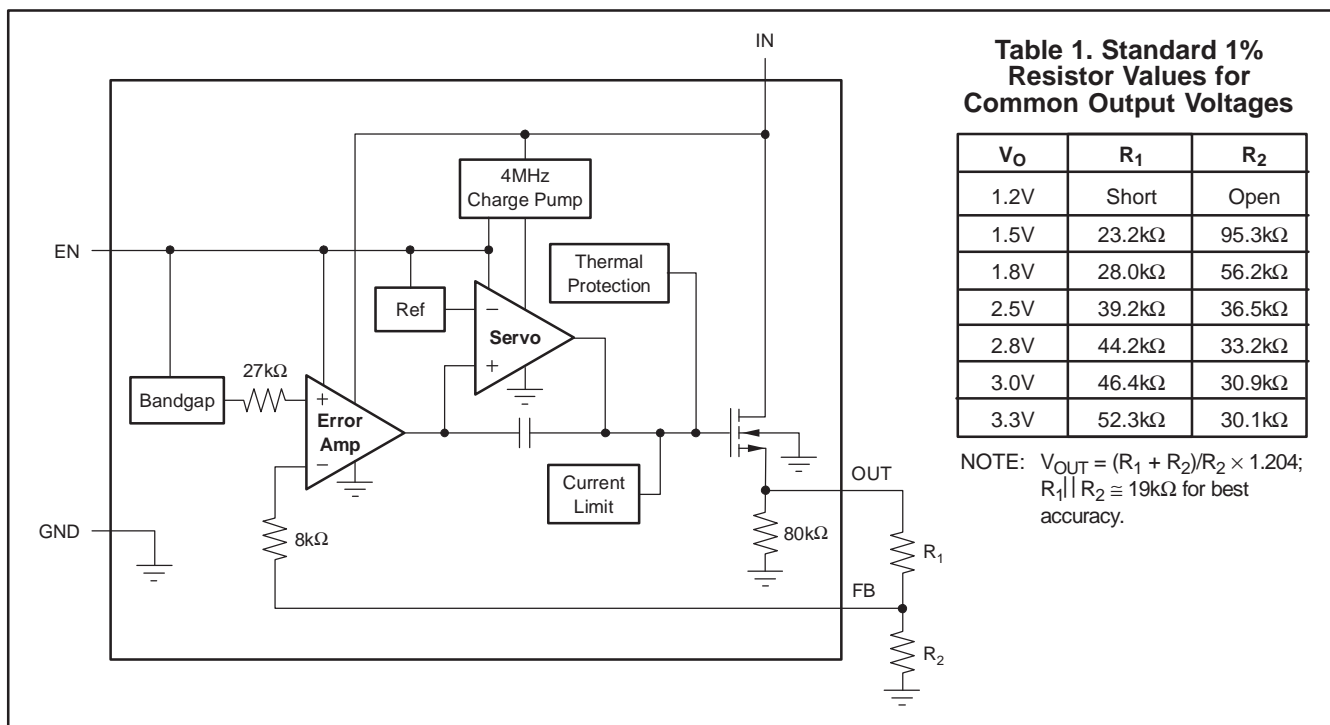 IN
4MHz
Charge Pump
EN
Thermal
Protection
Ref
−
Servo
+
27kΩ
Bandgap
+
Error
Amp
−
Current
Limit
OUT
GND
8kΩ
80kΩ
R1
FB
R2
Table 1. Standard 1%
Resistor Values for
Common Output Voltages
VO R1 R2
1.2V Short Open
1.5V 23.2kΩ 95.3kΩ
1.8V 28.0kΩ 56.2kΩ
2.5V 39.2kΩ 36.5kΩ
2.8V 44.2kΩ 33.2kΩ
3.0V 46.4kΩ 30.9kΩ
3.3V 52.3kΩ 30.1kΩ
NOTE: VOUT = (R1 + R2)/R2 × 1.204;
R1||R2 ≅ 19kΩ for best
accuracy.